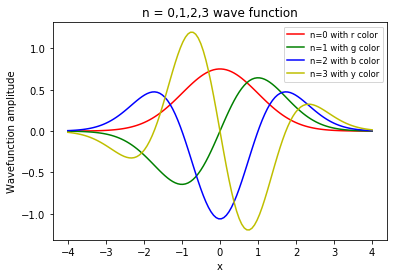 n = 0,1,2,3 wave function
Wavefunction amplitude
1.0
0.5
0.0
−0.5
−1.0
n=0 with r color
n=1 with g color
n=2 with b color
n=3 with y color
−4
−3
−2
−1
0
1
2
3
4
x